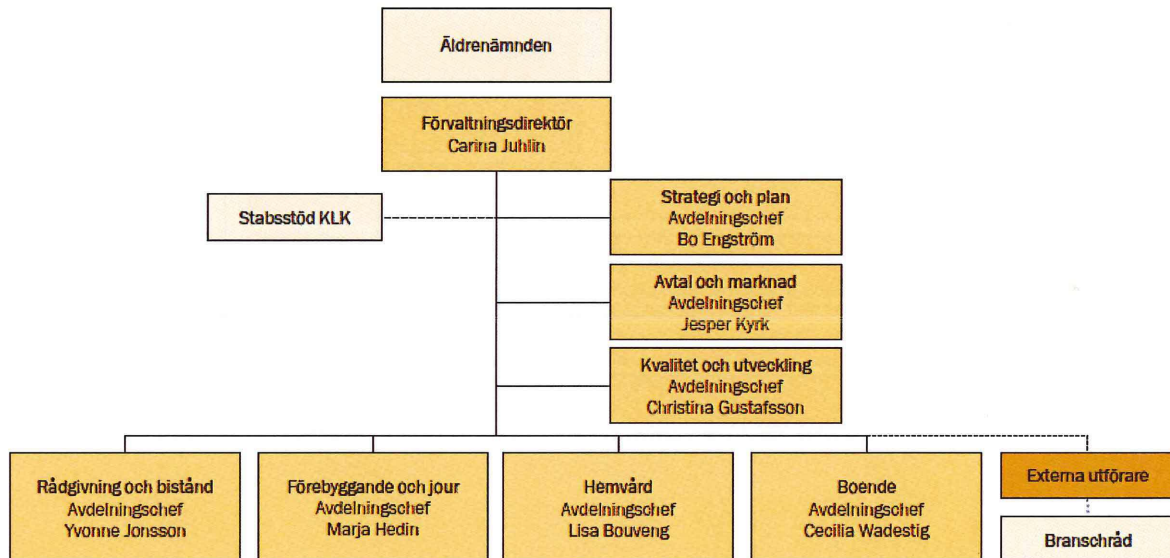 Äldrenämnden
Förvaltningsdirektör
Carina Juhlin
Stabsstöd KLK
Strategi och plan
Avdelningschef
Bo Engström
Avtal och marknad
Avdelningschef
Jesper Kyrk
Kvalitet och utveckling
Avdelningschef
Christina Gustafsson
Rådgivning och bistånd
Avdelningschef
Yvonne Jonsson
Förebyggande och jour
Avdelningschef
Marja Hedin
Hemvård
Avdelningschef
Lisa Bouveng
Boende
Avdelningschef
Cecilia Wadestig
Externa utförare
Branschråd